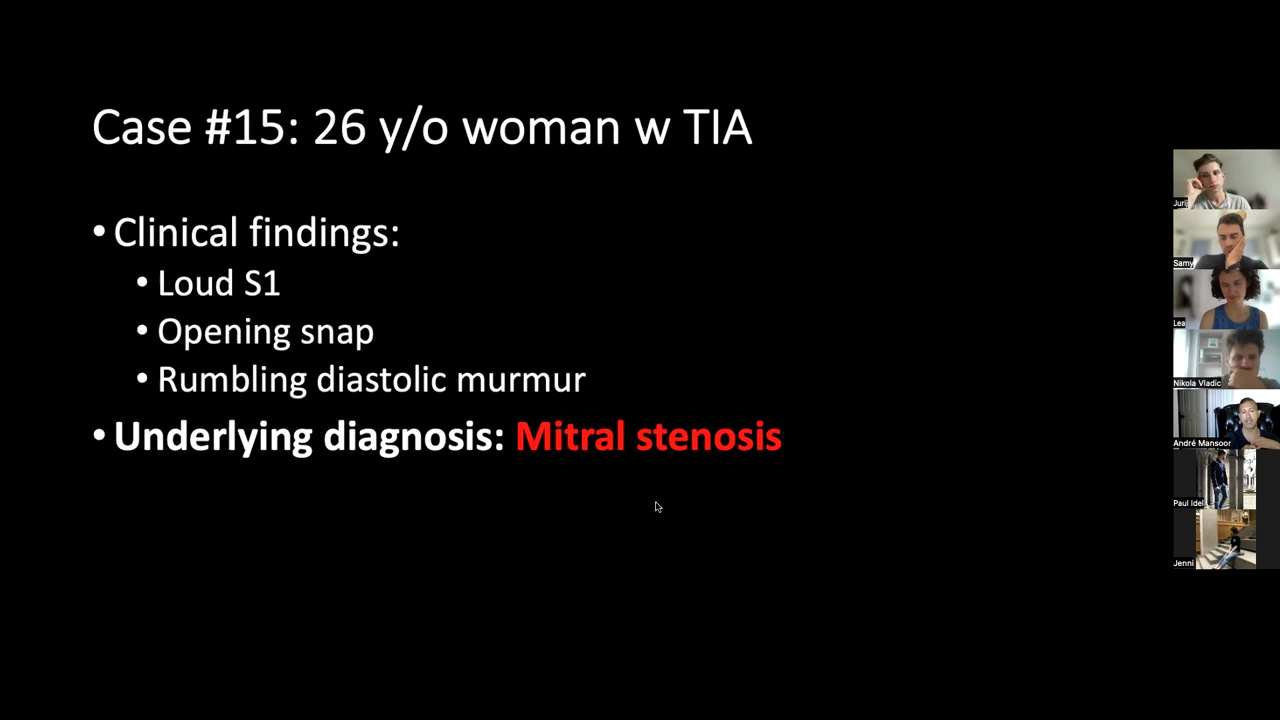 Case #15: 26 y/o woman w TIA
• Clinical findings:
• Loud S1
• Opening snap
• Rumbling diastolic murmur
• Underlying diagnosis: Mitral stenosis
Jurij
Samy
Lea
Nikola Vladic
André Mansoor
Paul Idel
Jenni